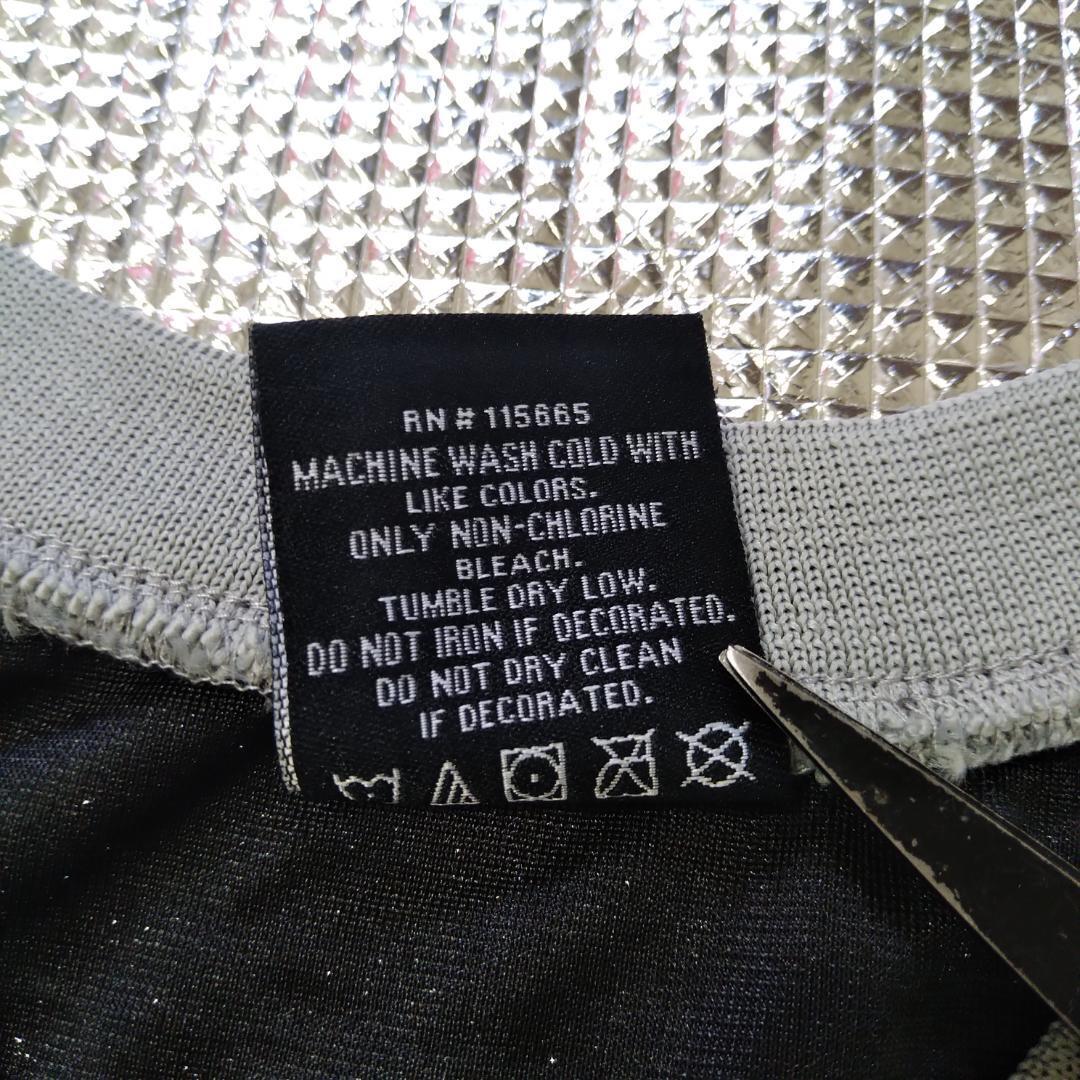 RN # 115665
MACHINE WASH COLD WITH
LIKE COLORS.
ONLY NON-CHLORINE
BLEACH.
TUMBLE DRY LOW.
DO NOT IRON IF DECORATED.
DO NOT DRY CLEAN
IF DECORATED.